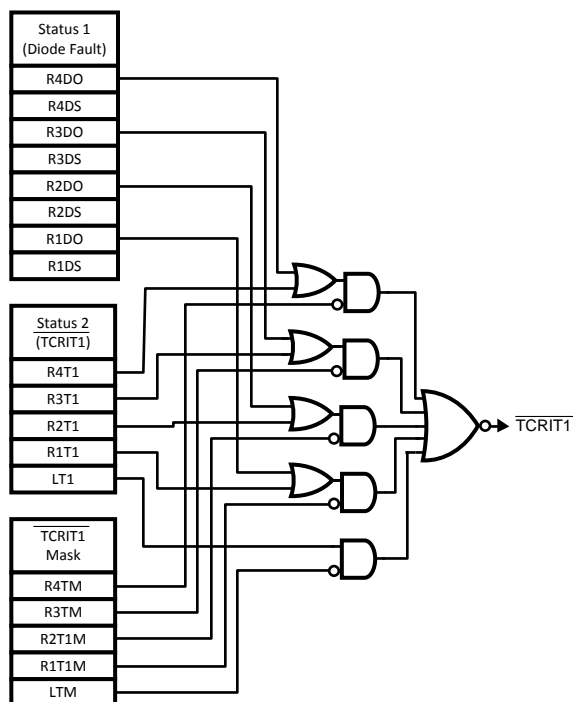 Status 1
(Diode Fault)
R4DO
R4DS
R3DO
R3DS
R2DO
R2DS
R1DO
R1DS
Status 2
(TCRIT1)
R4T1
R3T1
R2T1
R1T1
LT1
TCRIT1
Mask
R4TM
R3TM
R2T1M
R1T1M
LTM
TCRIT1